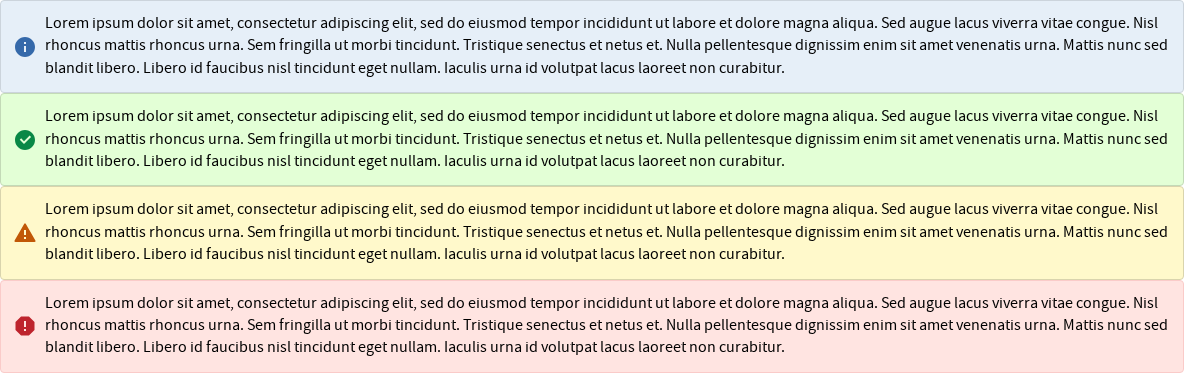 Lorem ipsum dolor sit amet, consectetur adipiscing elit, sed do eiusmod tempor incididunt ut labore et dolore magna aliqua. Sed augue lacus viverra vitae congue. Nisl
rhoncus mattis rhoncus urna. Sem fringilla ut morbi tincidunt. Tristique senectus et netus et. Nulla pellentesque dignissim enim sit amet venenatis urna. Mattis nunc sed
blandit libero. Libero id faucibus nisl tincidunt eget nullam. Iaculis urna id volutpat lacus laoreet non curabitur.
Lorem ipsum dolor sit amet, consectetur adipiscing elit, sed do eiusmod tempor incididunt ut labore et dolore magna aliqua. Sed augue lacus viverra vitae congue. Nisl
rhoncus mattis rhoncus urna. Sem fringilla ut morbi tincidunt. Tristique senectus et netus et. Nulla pellentesque dignissim enim sit amet venenatis urna. Mattis nunc sed
blandit libero. Libero id faucibus nisl tincidunt eget nullam. Iaculis urna id volutpat lacus laoreet non curabitur.
Lorem ipsum dolor sit amet, consectetur adipiscing elit, sed do eiusmod tempor incididunt ut labore et dolore magna aliqua. Sed augue lacus viverra vitae congue. Nisl
rhoncus mattis rhoncus urna. Sem fringilla ut morbi tincidunt. Tristique senectus et netus et. Nulla pellentesque dignissim enim sit amet venenatis urna. Mattis nunc sed
blandit libero. Libero id faucibus nisl tincidunt eget nullam. Iaculis urna id volutpat lacus laoreet non curabitur.
Lorem ipsum dolor sit amet, consectetur adipiscing elit, sed do eiusmod tempor incididunt ut labore et dolore magna aliqua. Sed augue lacus viverra vitae congue. Nisl
rhoncus mattis rhoncus urna. Sem fringilla ut morbi tincidunt. Tristique senectus et netus et. Nulla pellentesque dignissim enim sit amet venenatis urna. Mattis nunc sed
blandit libero. Libero id faucibus nisl tincidunt eget nullam. Iaculis urna id volutpat lacus laoreet non curabitur.